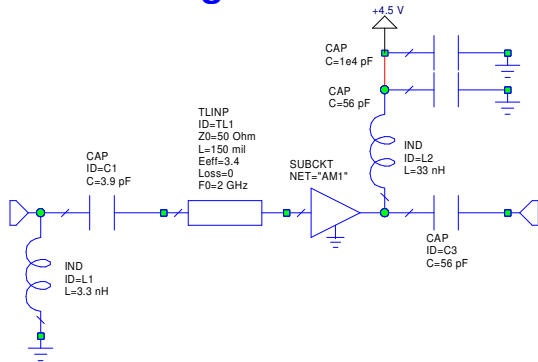 +4.5 V
CAP
C=1e4 pF
CAP
C=56 pF
TLINP
ID=TL1
Z0=50 Ohm
L=150 mil
Eeff=3.4
Loss=0
F0=2 GHz
CAP
ID=C1
C=3.9 pF
SUBCKT
NET="AM1"
IND
ID=L2
L=33 nH
CAP
ID=C3
C=56 pF
IND
ID=L1
L=3.3 nH